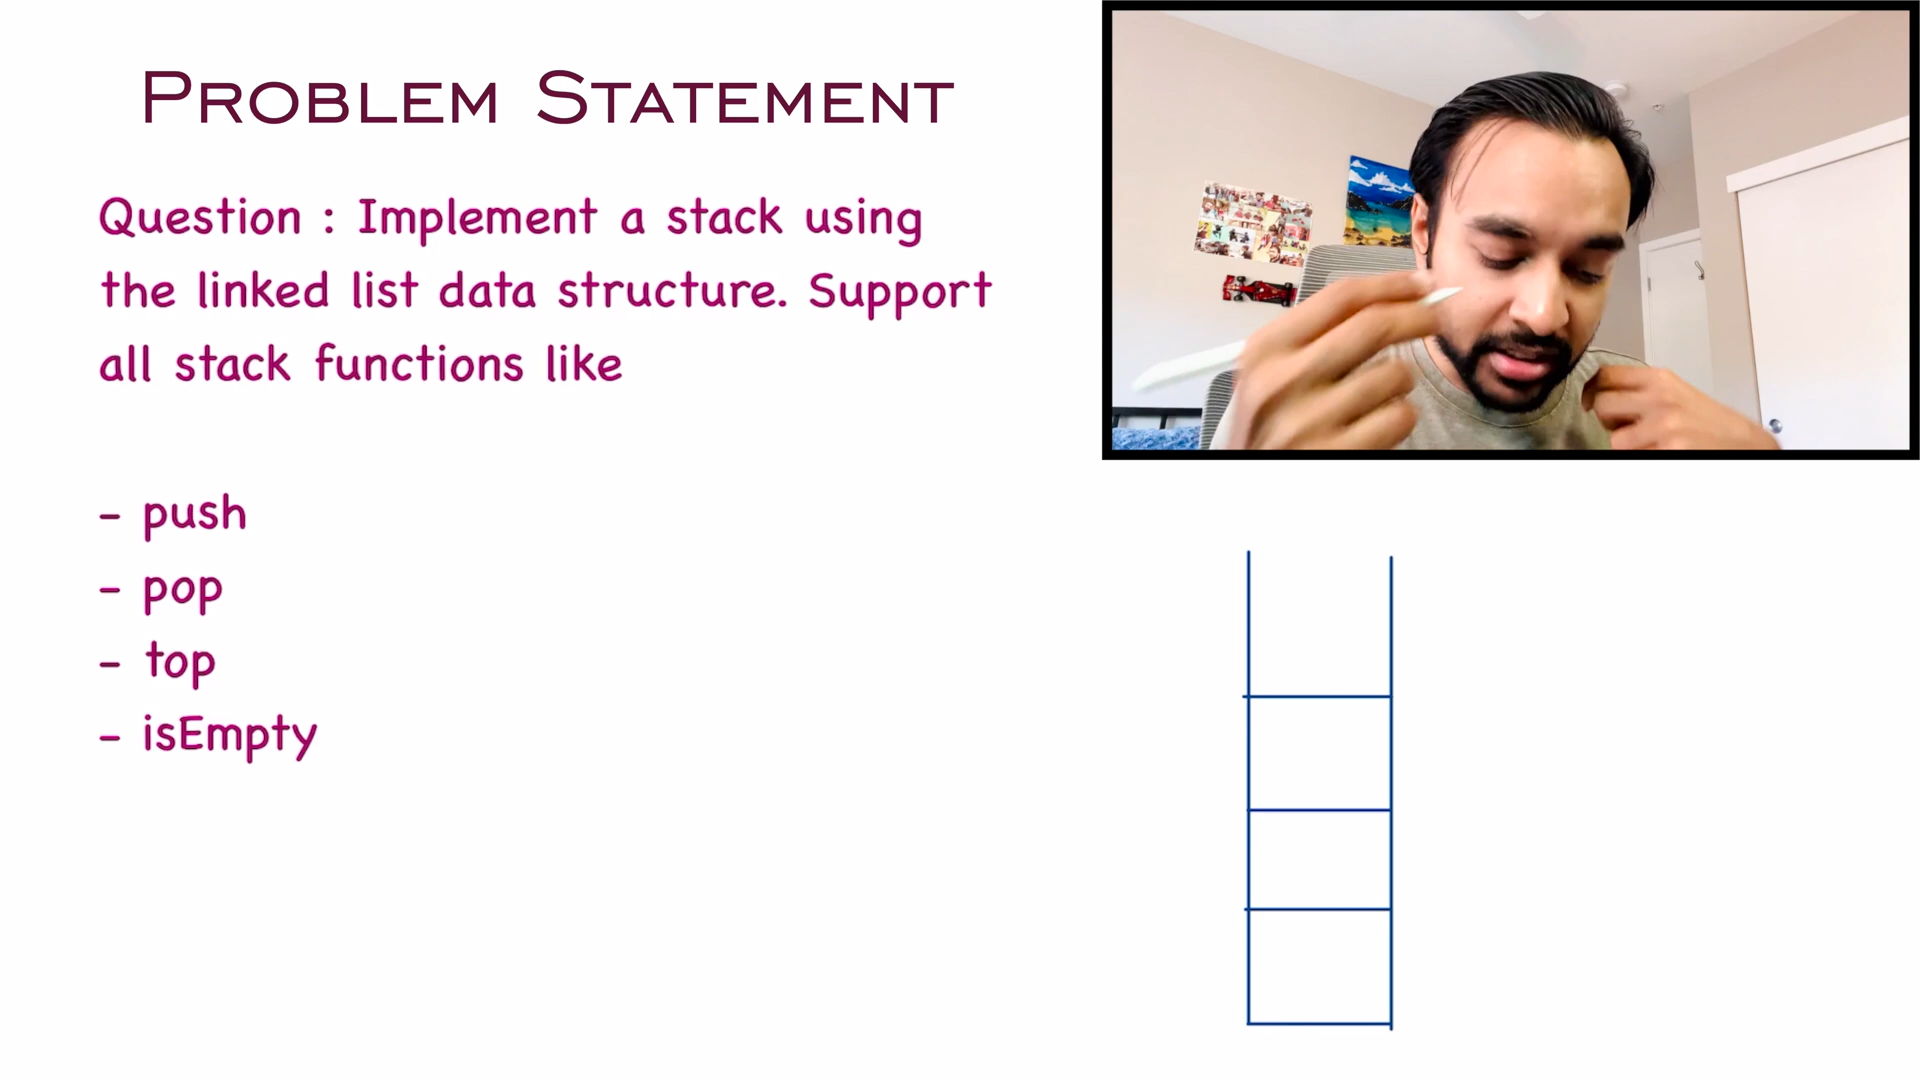 PROBLEM STATEMENT
Question : Implement a stack using
the linked list data structure. Support
all stack functions like
- push
- pop
- top
- isEmpty